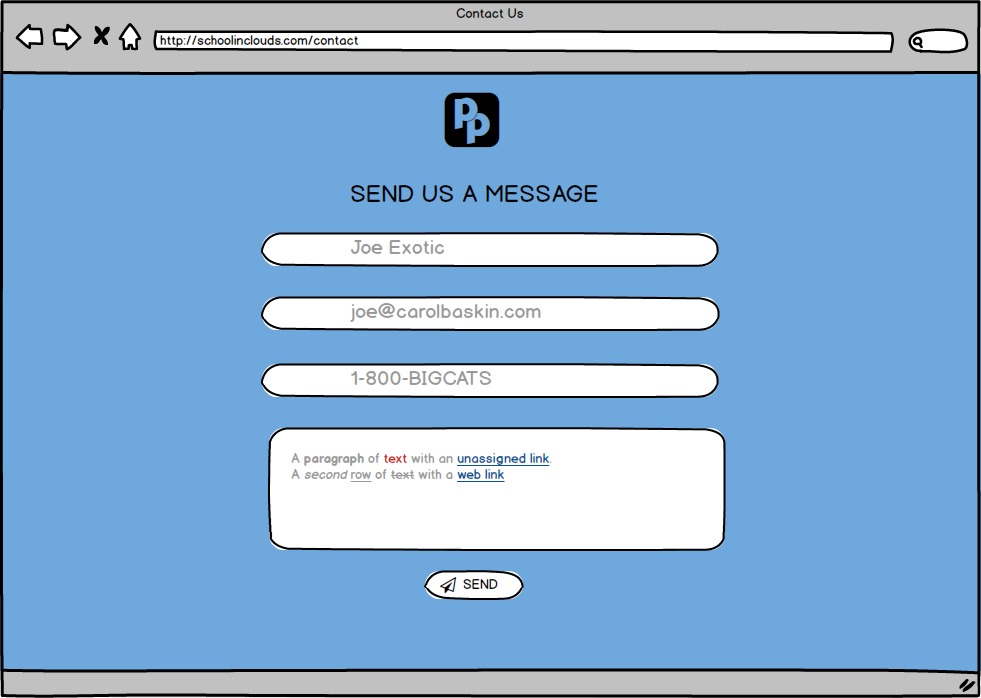 Contact Us
http://schoolinclouds.com/contact
PP
SEND US A MESSAGE
Joe Exotic
joe@carolbaskin.com
1-800-BIGCATS
A paragraph of text with an unassigned link.
A second row of text with a web link
SEND